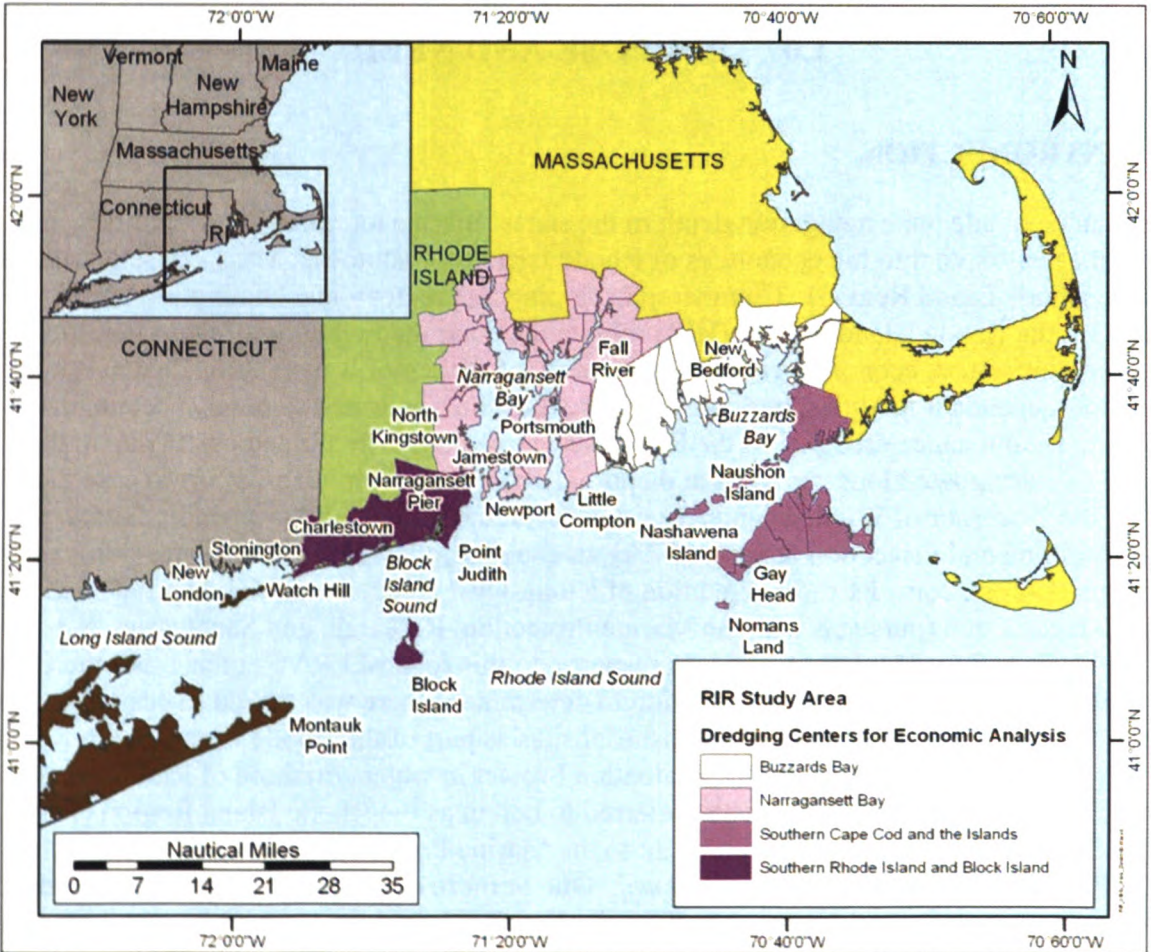 72°0'0"W
71°20'0"W
70°40'0"W
70°60'0"W
Vermont
Maine
New
Hampshire
New
York
Massachusetts
Connecticut
RI
N
MASSACHUSETTS
42°0'0"N
42°0'0"N
RHODE
ISLAND
CONNECTICUT
Fall
River
New
Bedford
41°40'0"N
41°40'0"N
Narragansett
Bay
North
Kingstown
Portsmouth
Buzzards
Bay
Jamestown
Narragansett
Pier
Naushon
Island
Newport
Little
Compton
Charlestown
Nashawena
Island
Stonington
Point
Judith
41°20'0"N
41°20'0"N
New
London
Watch Hill
Block
Island
Sound
Gay
Head
Nomans
Land
Long Island Sound
Rhode Island Sound
Block
Island
Montauk
Point
41°0'0"N
41°0'0"N
RIR Study Area
Dredging Centers for Economic Analysis
Buzzards Bay
Narragansett Bay
Southern Cape Cod and the Islands
Southern Rhode Island and Block Island
Nautical Miles
0 7 14 21 28 35
72°0'0"W
71°20'0"W
70°40'0"W
70°60'0"W